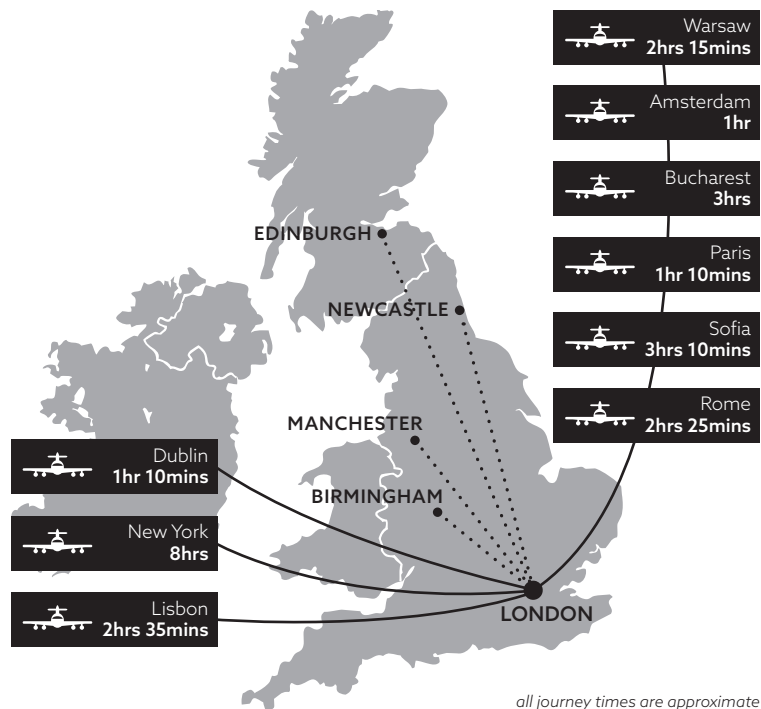 Warsaw
2hrs 15mins
Amsterdam
1hr
Bucharest
3hrs
Paris
1hr 10mins
Sofia
3hrs 10mins
Rome
2hrs 25mins
EDINBURGH
NEWCASTLE
MANCHESTER
BIRMINGHAM
Dublin
1hr 10mins
New York
8hrs
Lisbon
2hrs 35mins
LONDON
all journey times are approximate